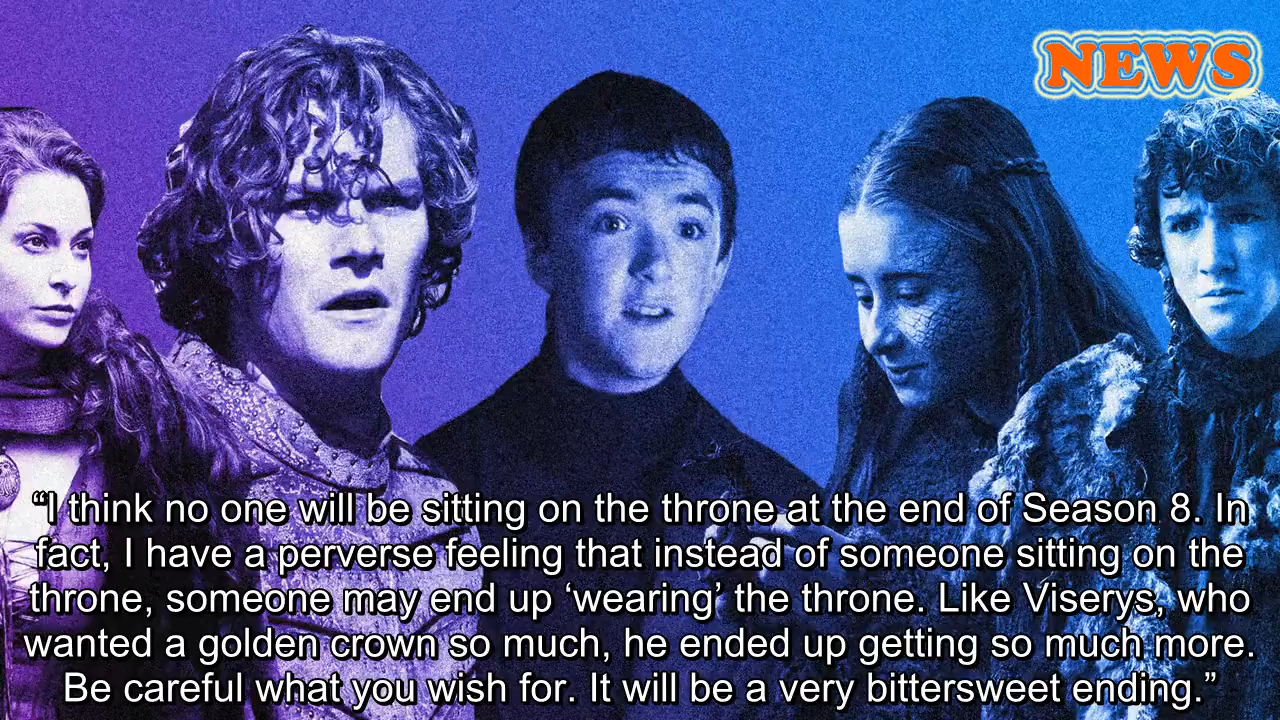 NEWS
“I think no one will be sitting on the throne at the end of Season 8. In
fact, I have a perverse feeling that instead of someone sitting on the
throne, someone may end up ‘wearing’ the throne. Like Viserys, who
wanted a golden crown so much, he ended up getting so much more.
Be careful what you wish for. It will be a very bittersweet ending.”